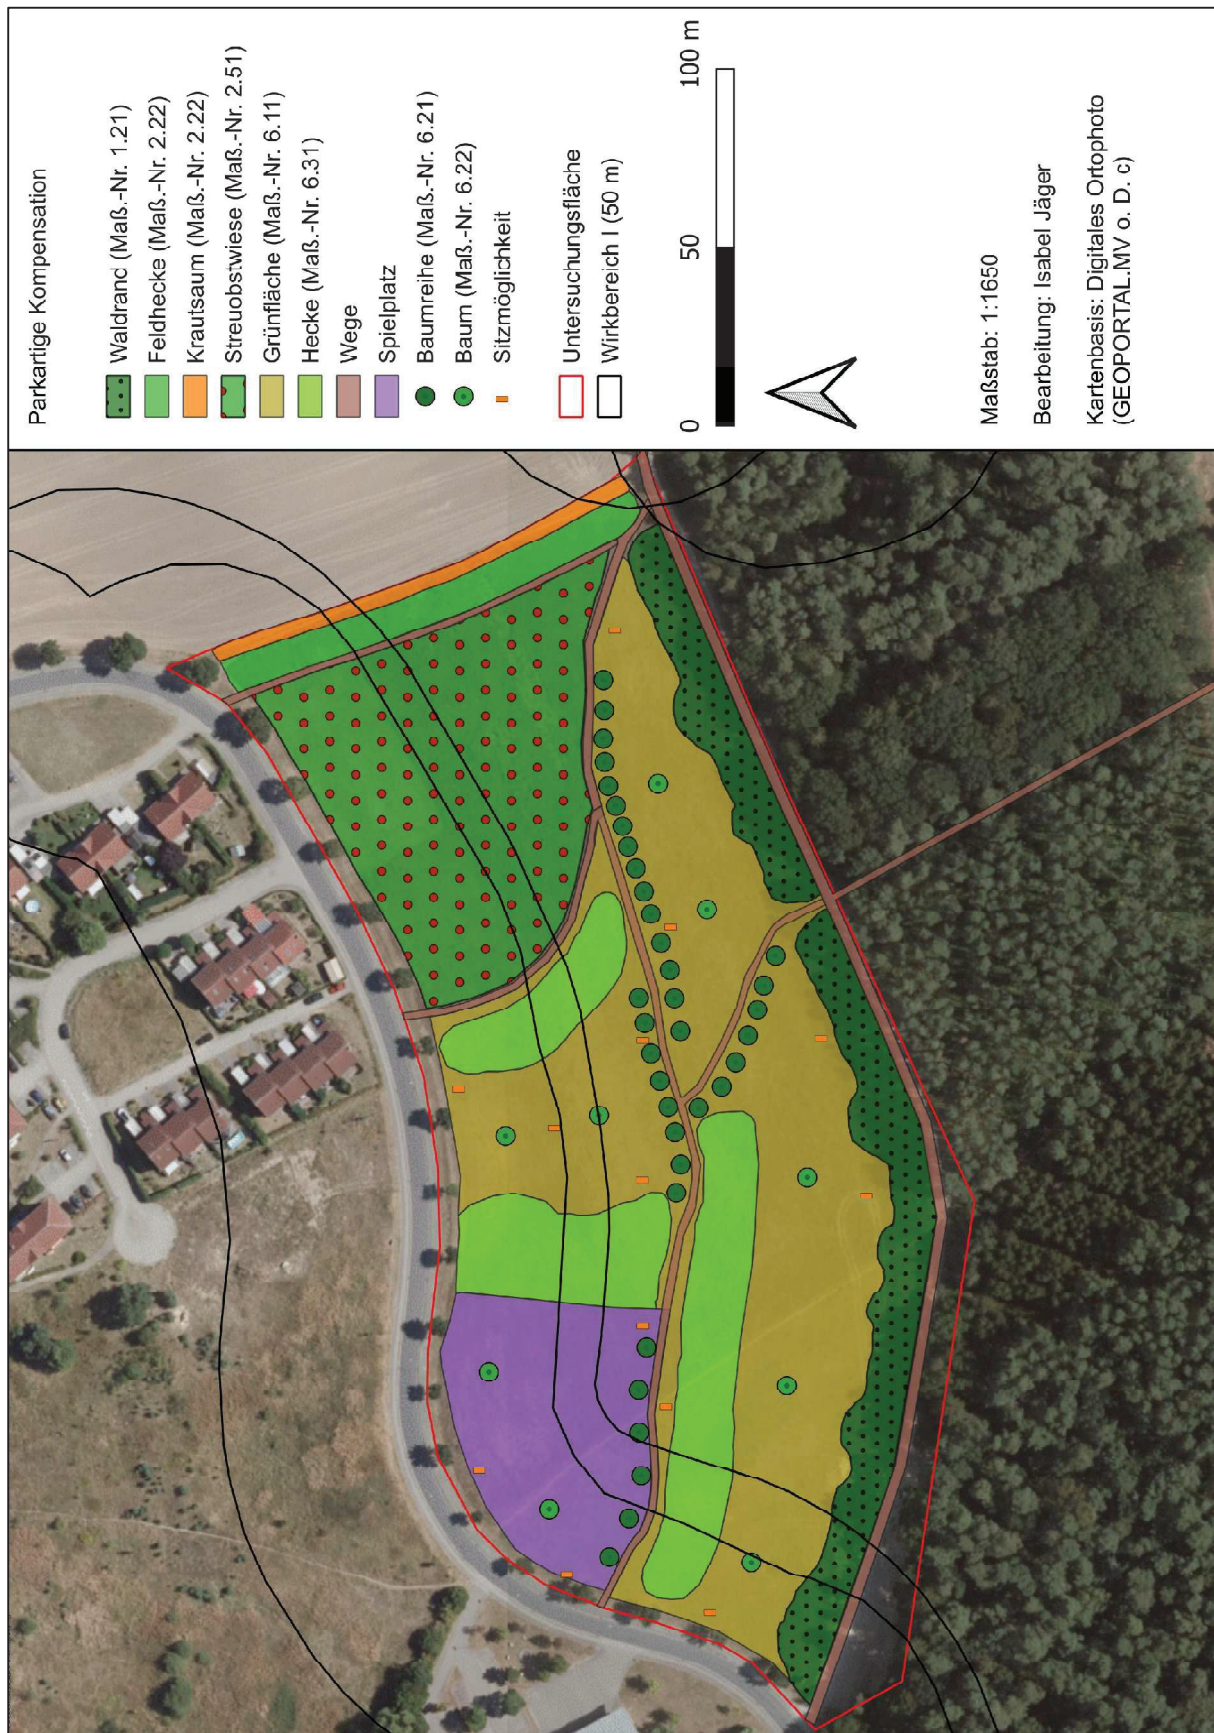 Parkartige Kompensation
Waldrand (Maß.-Nr. 1.21)
Feldhecke (Maß.-Nr. 2.22)
Krautsaum (Maß.-Nr. 2.22)
Streuobstwiese (Maß.-Nr. 2.51)
Grünfläche (Maß.-Nr. 6.11)
Hecke (Maß.-Nr. 6.31)
Wege
Spielplatz
Baumreihe (Maß.-Nr. 6.21)
Baum (Maß.-Nr. 6.22)
Sitzmöglichkeit
Untersuchungsfläche
Wirkbereich I (50 m)
0 50 100 m
Maßstab: 1:1650
Bearbeitung: Isabel Jäger
Kartenbasis: Digitales Ortophoto
(GEOPORTAL.MV o. D. c)